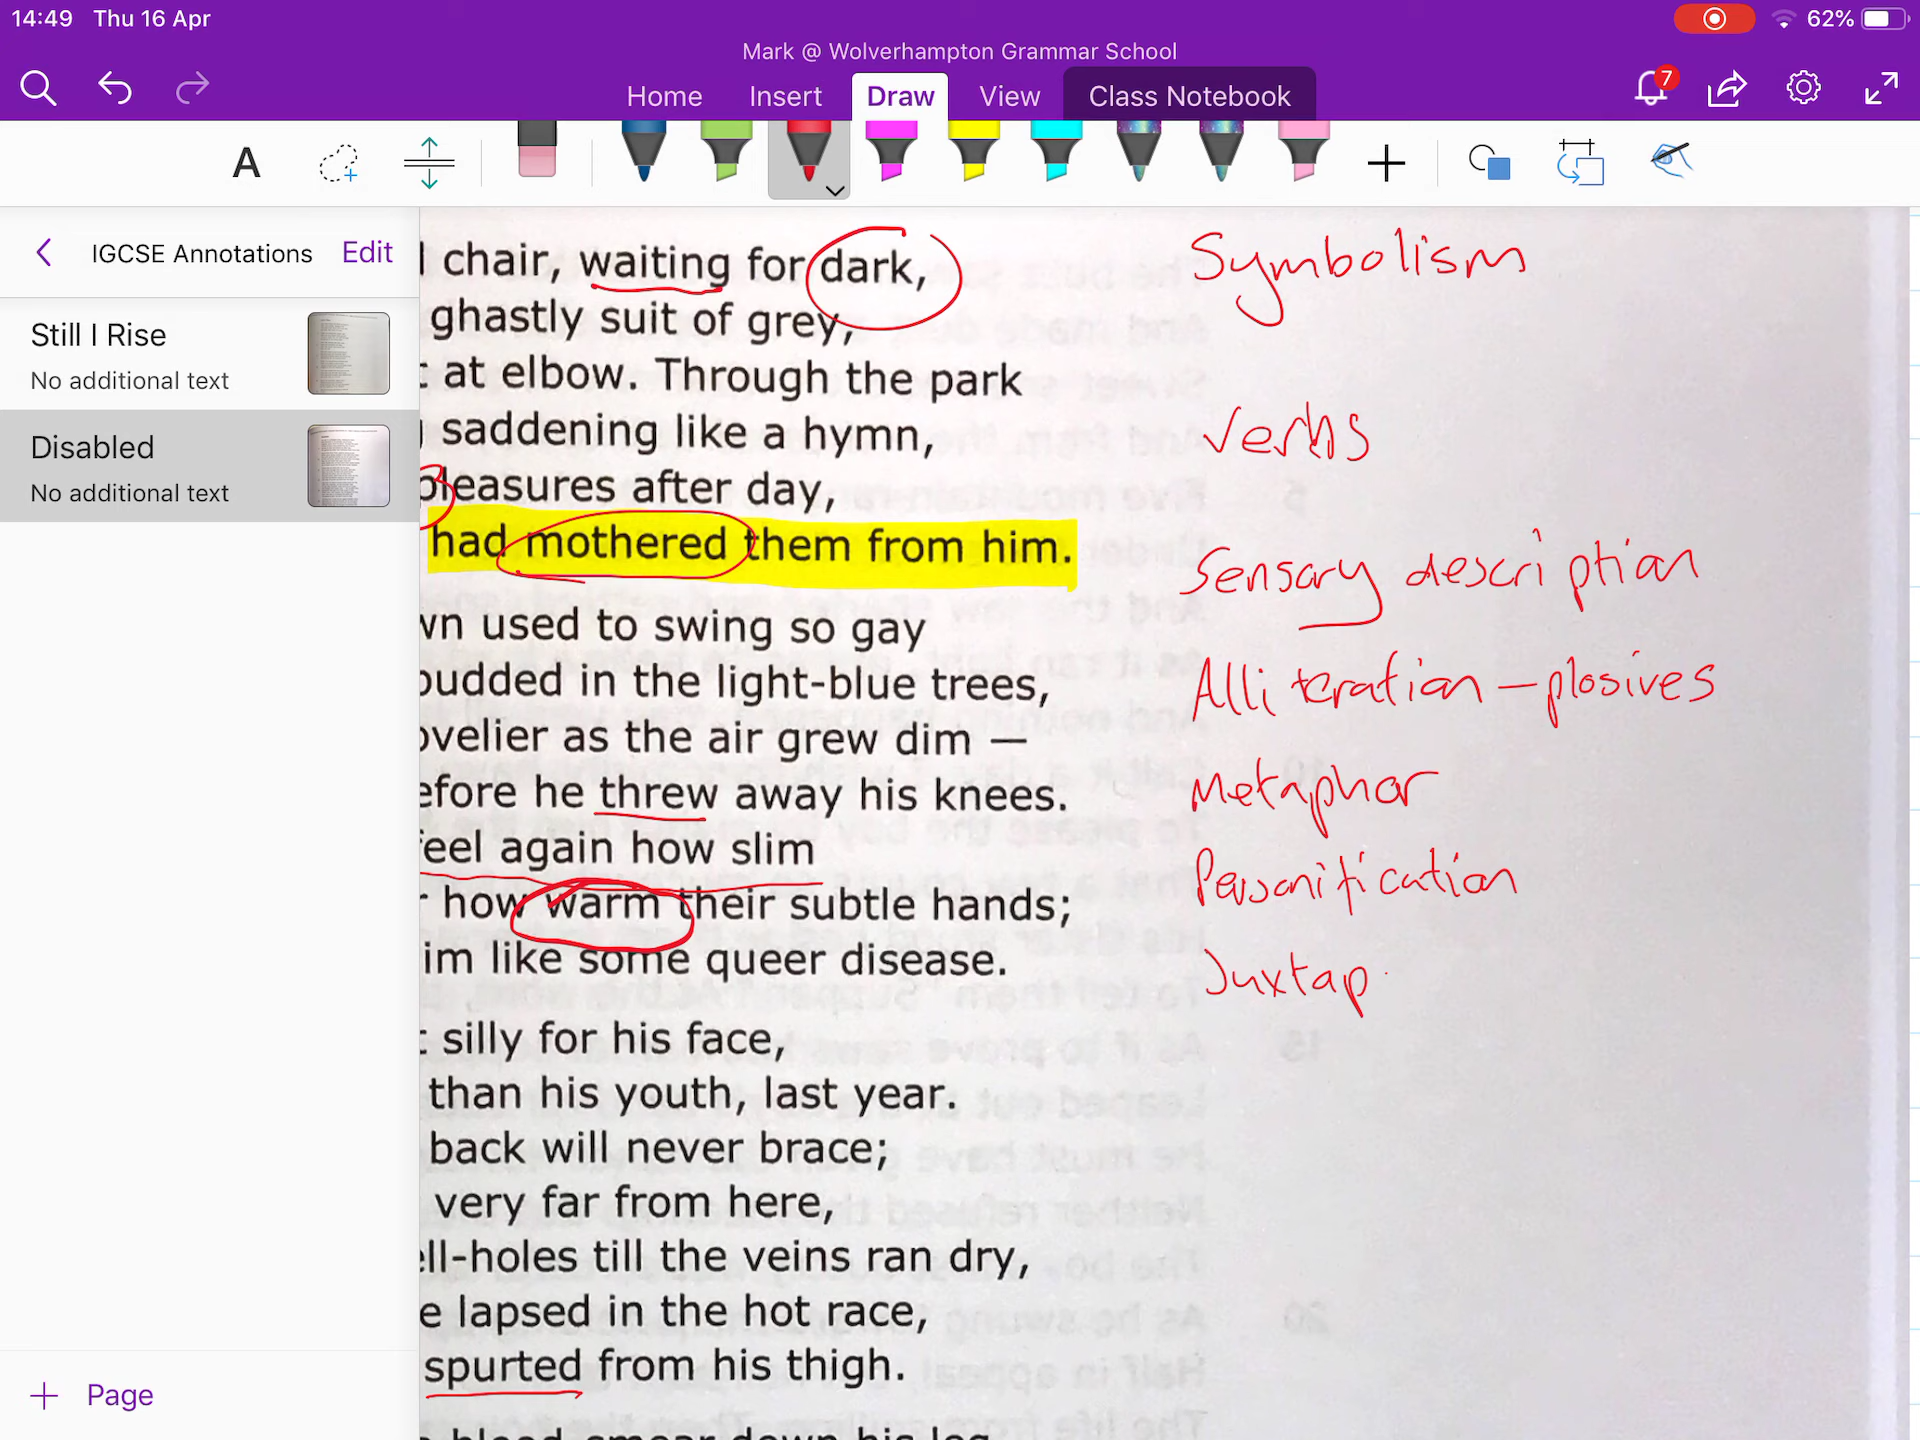 14:49 Thu 16 Apr
62%
Mark @ Wolverhampton Grammar School
Home Insert Draw View Class Notebook
7
A
IGCSE Annotations Edit
Still I Rise
No additional text
Disabled
No additional text
+ Page
chair, waiting for dark,
ghastly suit of grey,
at elbow. Through the park
saddening like a hymn,
pleasures after day,
had mothered them from him.
wn used to swing so gay
budded in the light-blue trees,
ovelier as the air grew dim —
efore he threw away his knees.
feel again how slim
how warm their subtle hands;
im like some queer disease.
silly for his face,
than his youth, last year.
back will never brace;
very far from here,
ell-holes till the veins ran dry,
e lapsed in the hot race,
spurted from his thigh.
Symbolism
Verbs
Sensory description
Alliteration – plosives
Metaphor
Personification
Juxtap